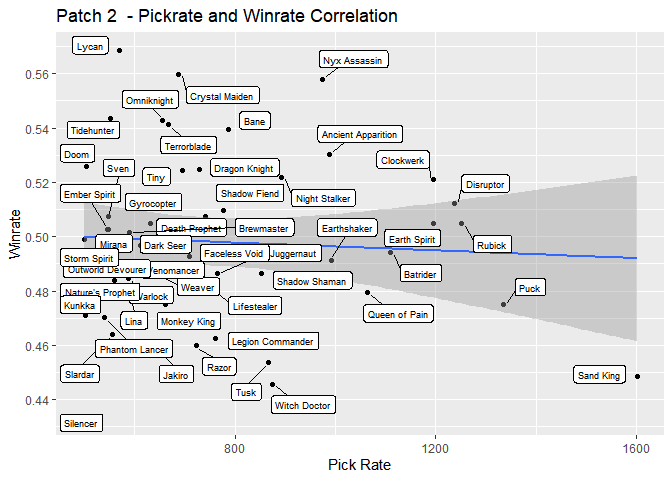 Patch 2 - Pickrate and Winrate Correlation
Lycan
Nyx Assassin
0.56
Omniknight
Crystal Maiden
Bane
0.54
Tidehunter
Terrorblade
Ancient Apparition
Doom
Sven
Clockwerk
Tiny
Dragon Knight
0.52
Ember Spirit
Gyrocopter
Shadow Fiend
Night Stalker
Disruptor
Death Prophet
Brewmaster
Earthshaker
0.50
Mirana
Dark Seer
Earth Spirit
Rubick
Winrate
Storm Spirit
Faceless Void
Juggernaut
Outworld Devourer
Venomancer
Batrider
0.48
Nature's Prophet
Warlock
Weaver
Shadow Shaman
Puck
Kunkka
Lifestealer
Queen of Pain
Lina
Monkey King
0.46
Phantom Lancer
Legion Commander
Slardar
Jakiro
Razor
Sand King
Tusk
0.44
Witch Doctor
Silencer
800
1200
1600
Pick Rate